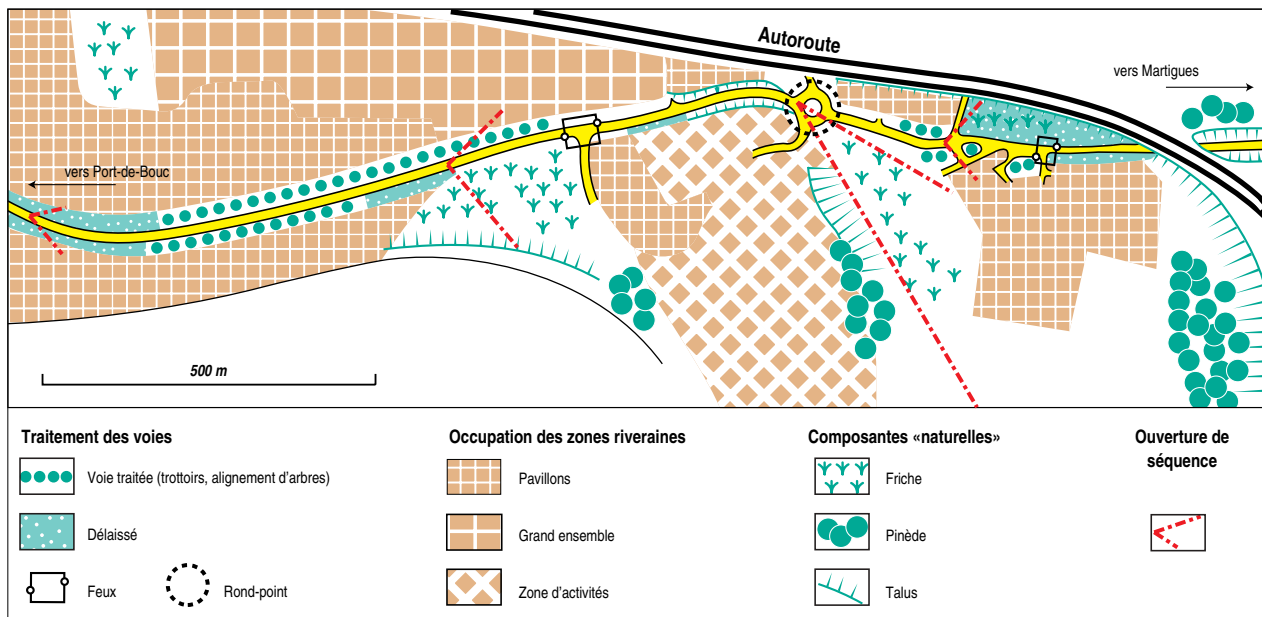 Autoroute
vers Martigues
vers Port-de-Bouc
500 m
Traitement des voies
Voie traitée (trottoirs, alignement d'arbres)
Délaissé
Feux
Rond-point
Occupation des zones riveraines
Pavillons
Grand ensemble
Zone d'activités
Composantes «naturelles»
Friche
Pinède
Talus
Ouverture de
séquence